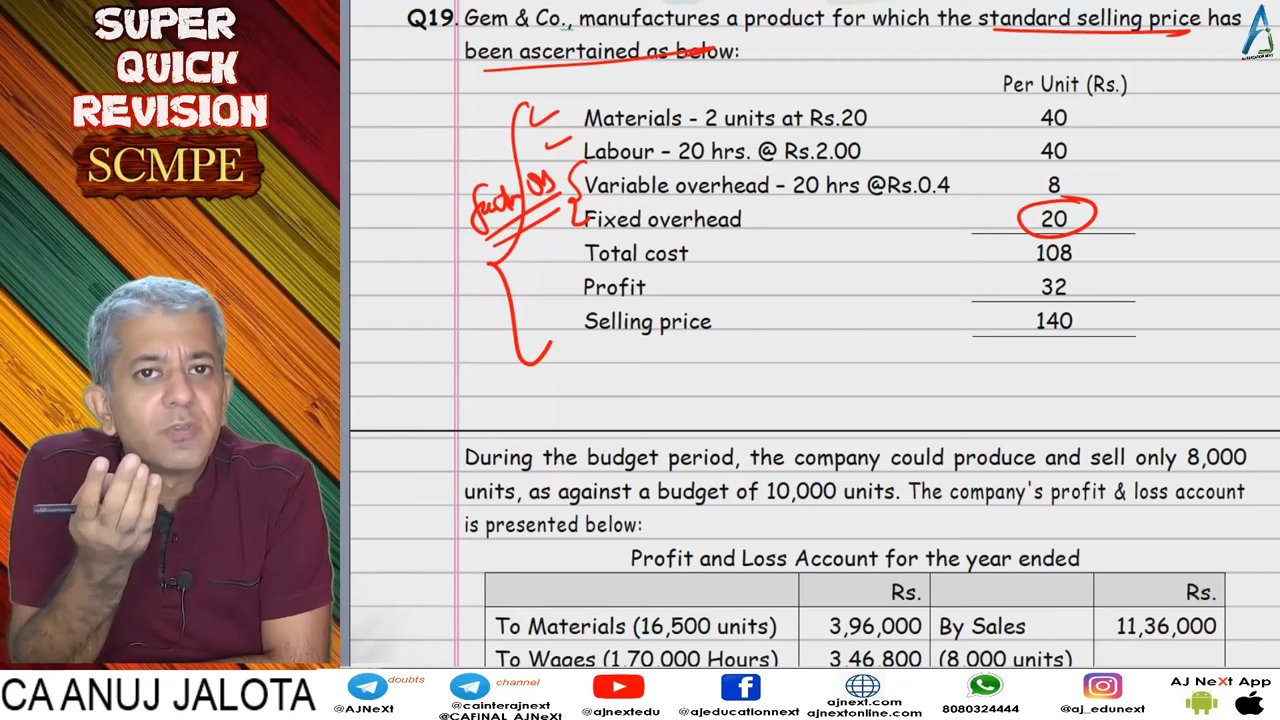 SUPER
QUICK
REVISION
SCMPE
Q19. Gem & Co., manufactures a product for which the standard selling price has
been ascertained as below:
Per Unit (Rs.)
Materials - 2 units at Rs.20 40
Labour – 20 hrs. @ Rs.2.00 40
Variable overhead – 20 hrs @Rs.0.4 8
Fixed overhead 20
Total cost 108
Profit 32
Selling price 140
During the budget period, the company could produce and sell only 8,000
units, as against a budget of 10,000 units. The company's profit & loss account
is presented below:
Profit and Loss Account for the year ended
Rs. Rs.
To Materials (16,500 units) 3,96,000 By Sales 11,36,000
To Wages (1,70,000 Hours) 3,46,800 (8,000 units)
CA ANUJ JALOTA
doubts
@AJNeXt
channel
@cainterajnext
@CAFINAL_AJNeXt
@ajnextedu
@ajeducationnext
ajnext.com
ajnextonline.com
8080324444
@aj_edunext
AJ NeXt App